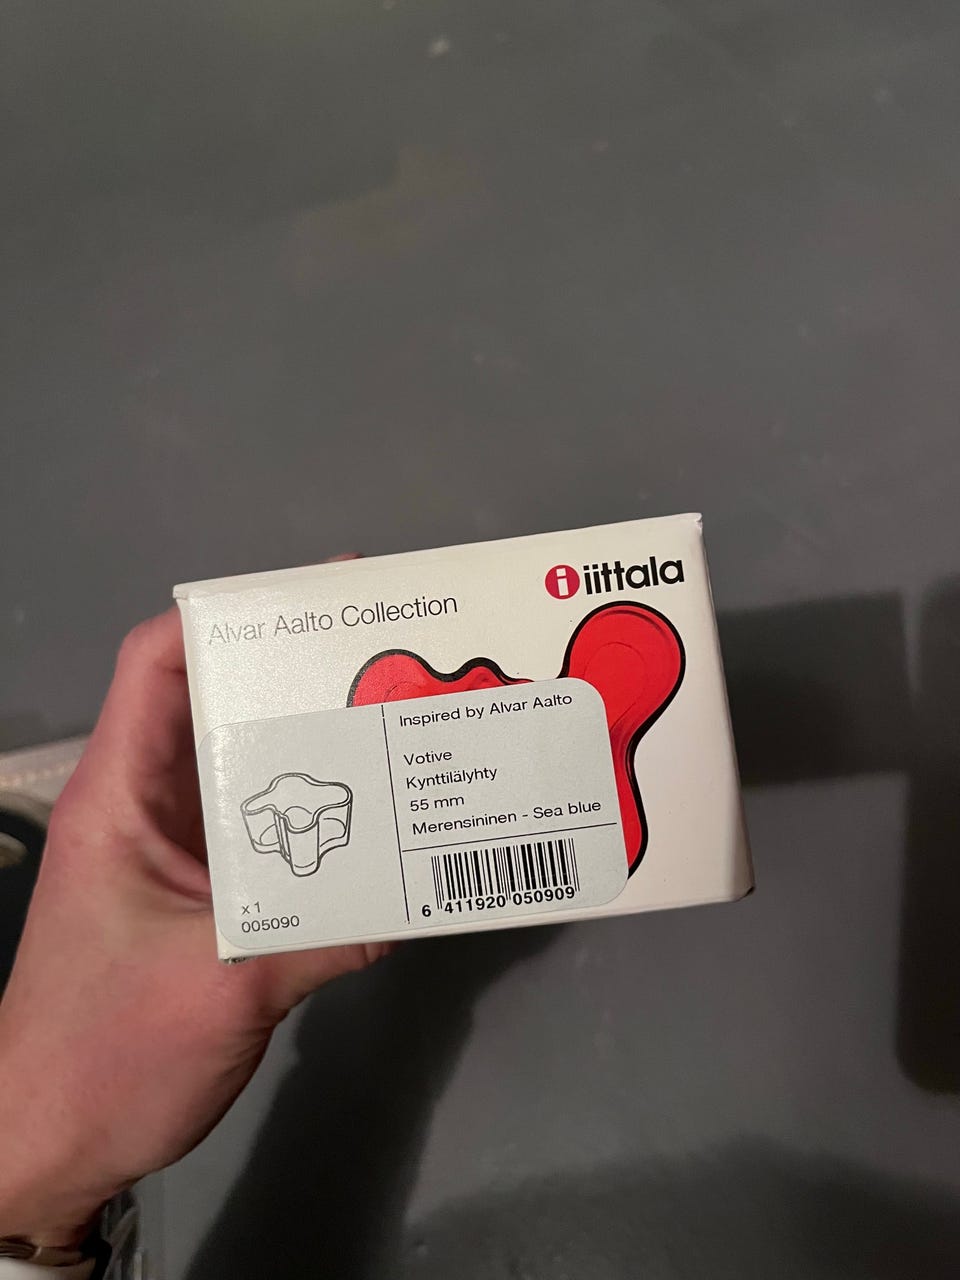 iittala
Alvar Aalto Collection
Inspired by Alvar Aalto
Votive
Kynttilälyhty
55 mm
Merensininen - Sea blue
6 411920 050909
x 1
005090